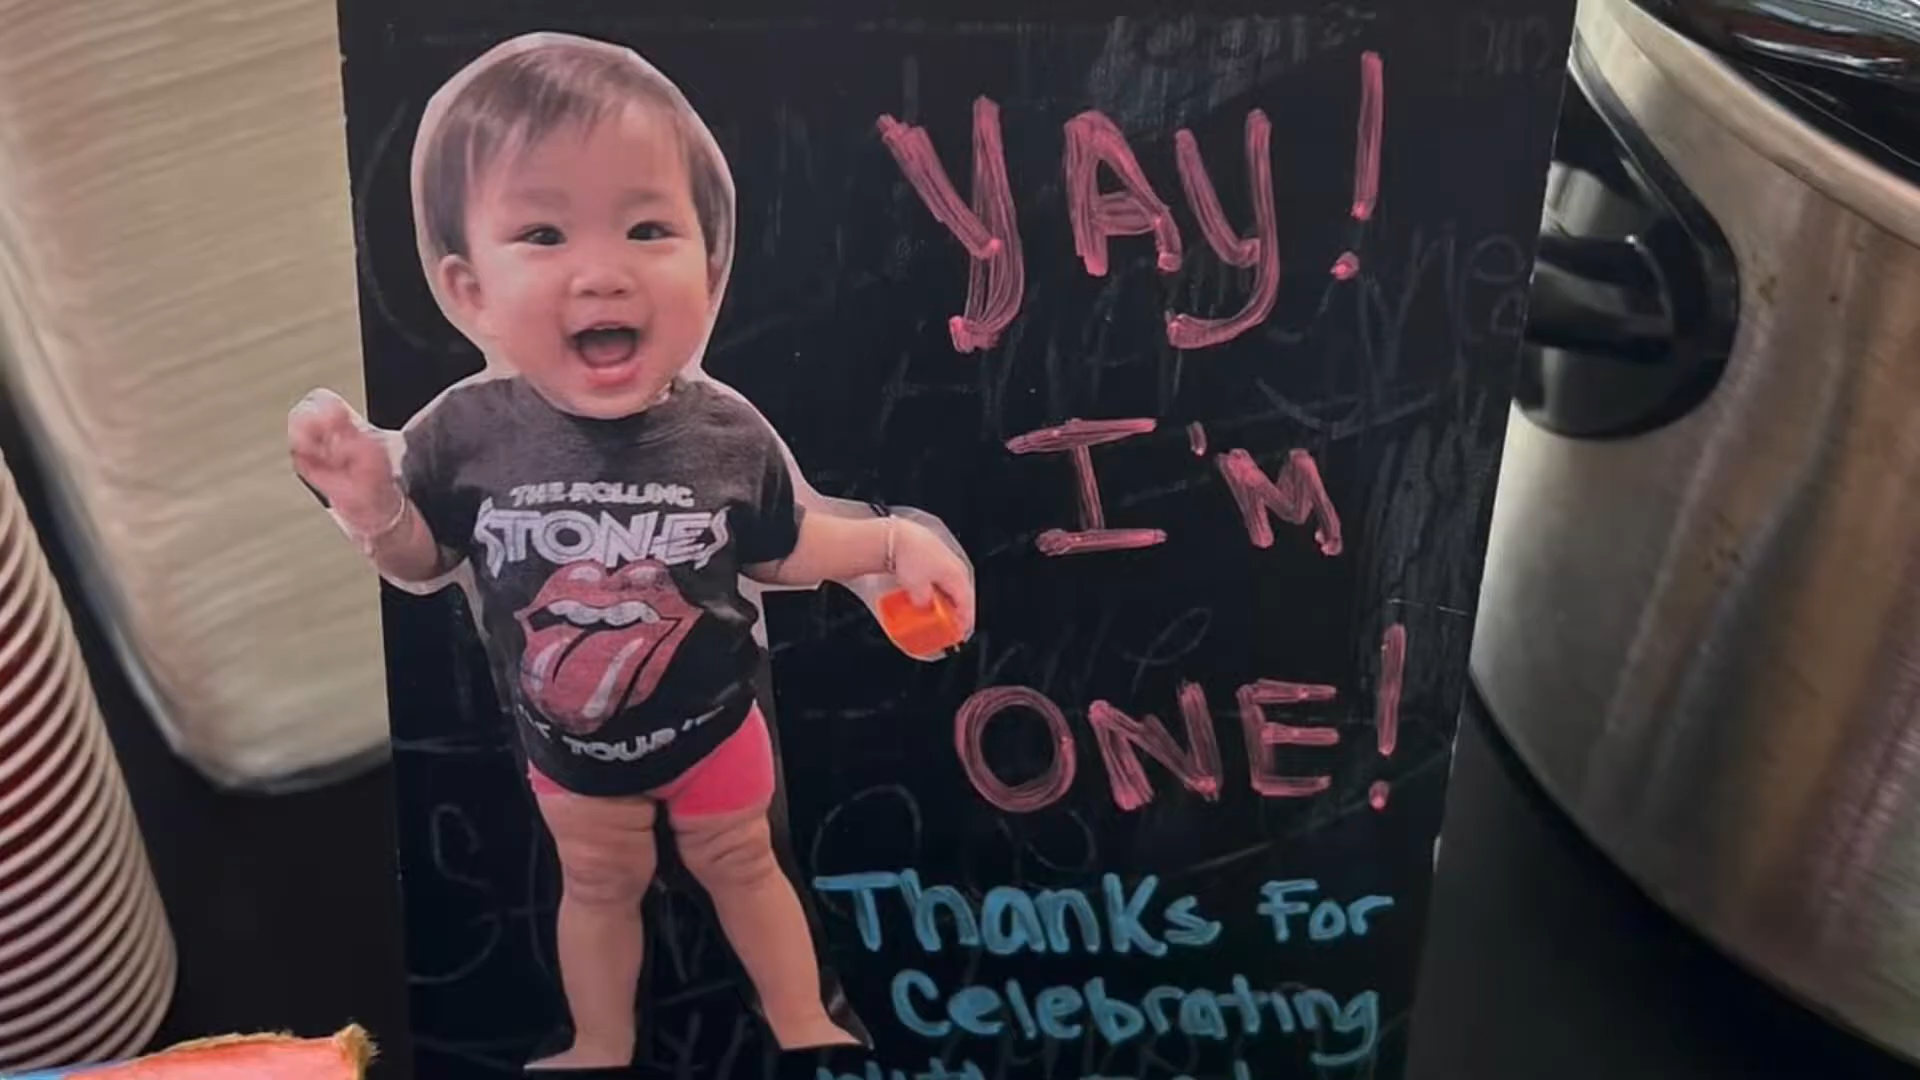 YAY!
I'M
ONE!
Thanks For
Celebrating
THE ROLLING
STONES
TOUR